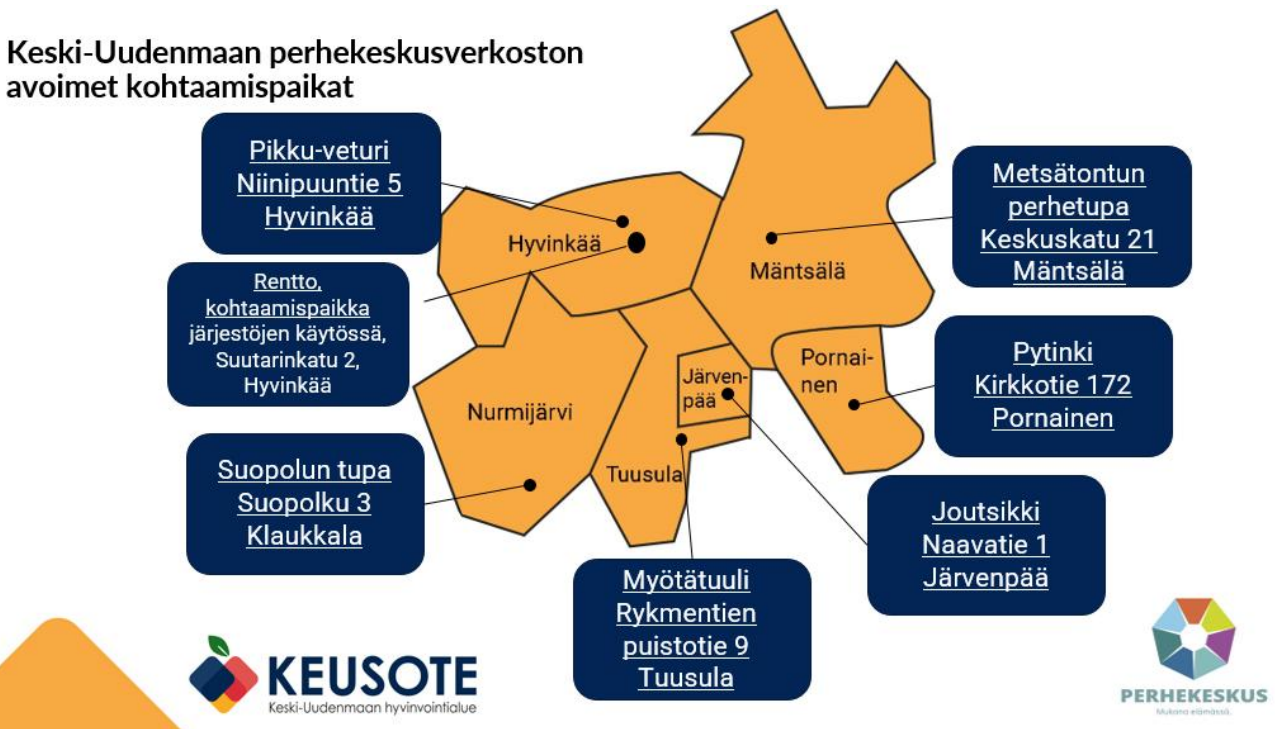 Keski-Uudenmaan perhekeskusverkoston
avoimet kohtaamispaikat
Pikku-veturi
Niinipuuntie 5
Hyvinkää
Rentto,
kohtaamispaikka
järjestöjen käytössä,
Suutarinkatu 2,
Hyvinkää
Suopolun tupa
Suopolku 3
Klaukkala
Hyvinkää
Mäntsälä
Nurmijärvi
Tuusula
Järven-
pää
Pornai-
nen
Metsätontun
perhetupa
Keskuskatu 21
Mäntsälä
Pytinki
Kirkkotie 172
Pornainen
Joutsikki
Naavatie 1
Järvenpää
Myötätuuli
Rykmentien
puistotie 9
Tuusula
KEUSOTE
Keski-Uudenmaan hyvinvointialue
PERHEKESKUS
Mukana elämässä.